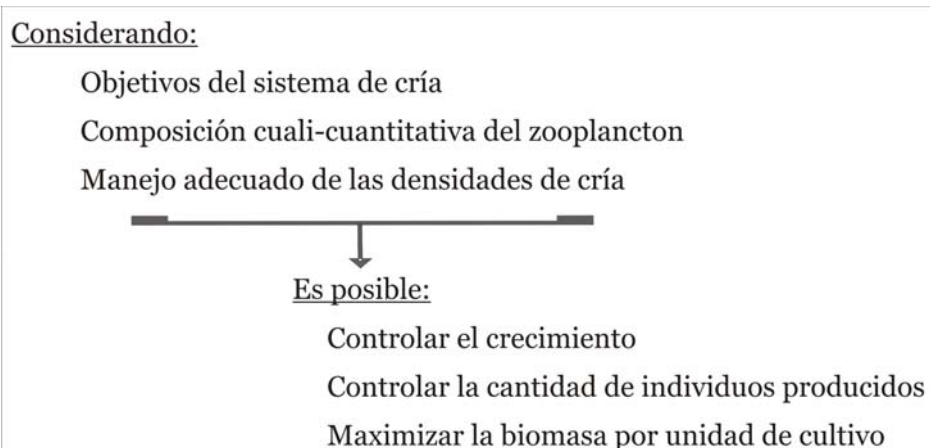 Considerando:
Objetivos del sistema de cría
Composición cuali-cuantitativa del zooplancton
Manejo adecuado de las densidades de cría
Es posible:
Controlar el crecimiento
Controlar la cantidad de individuos producidos
Maximizar la biomasa por unidad de cultivo